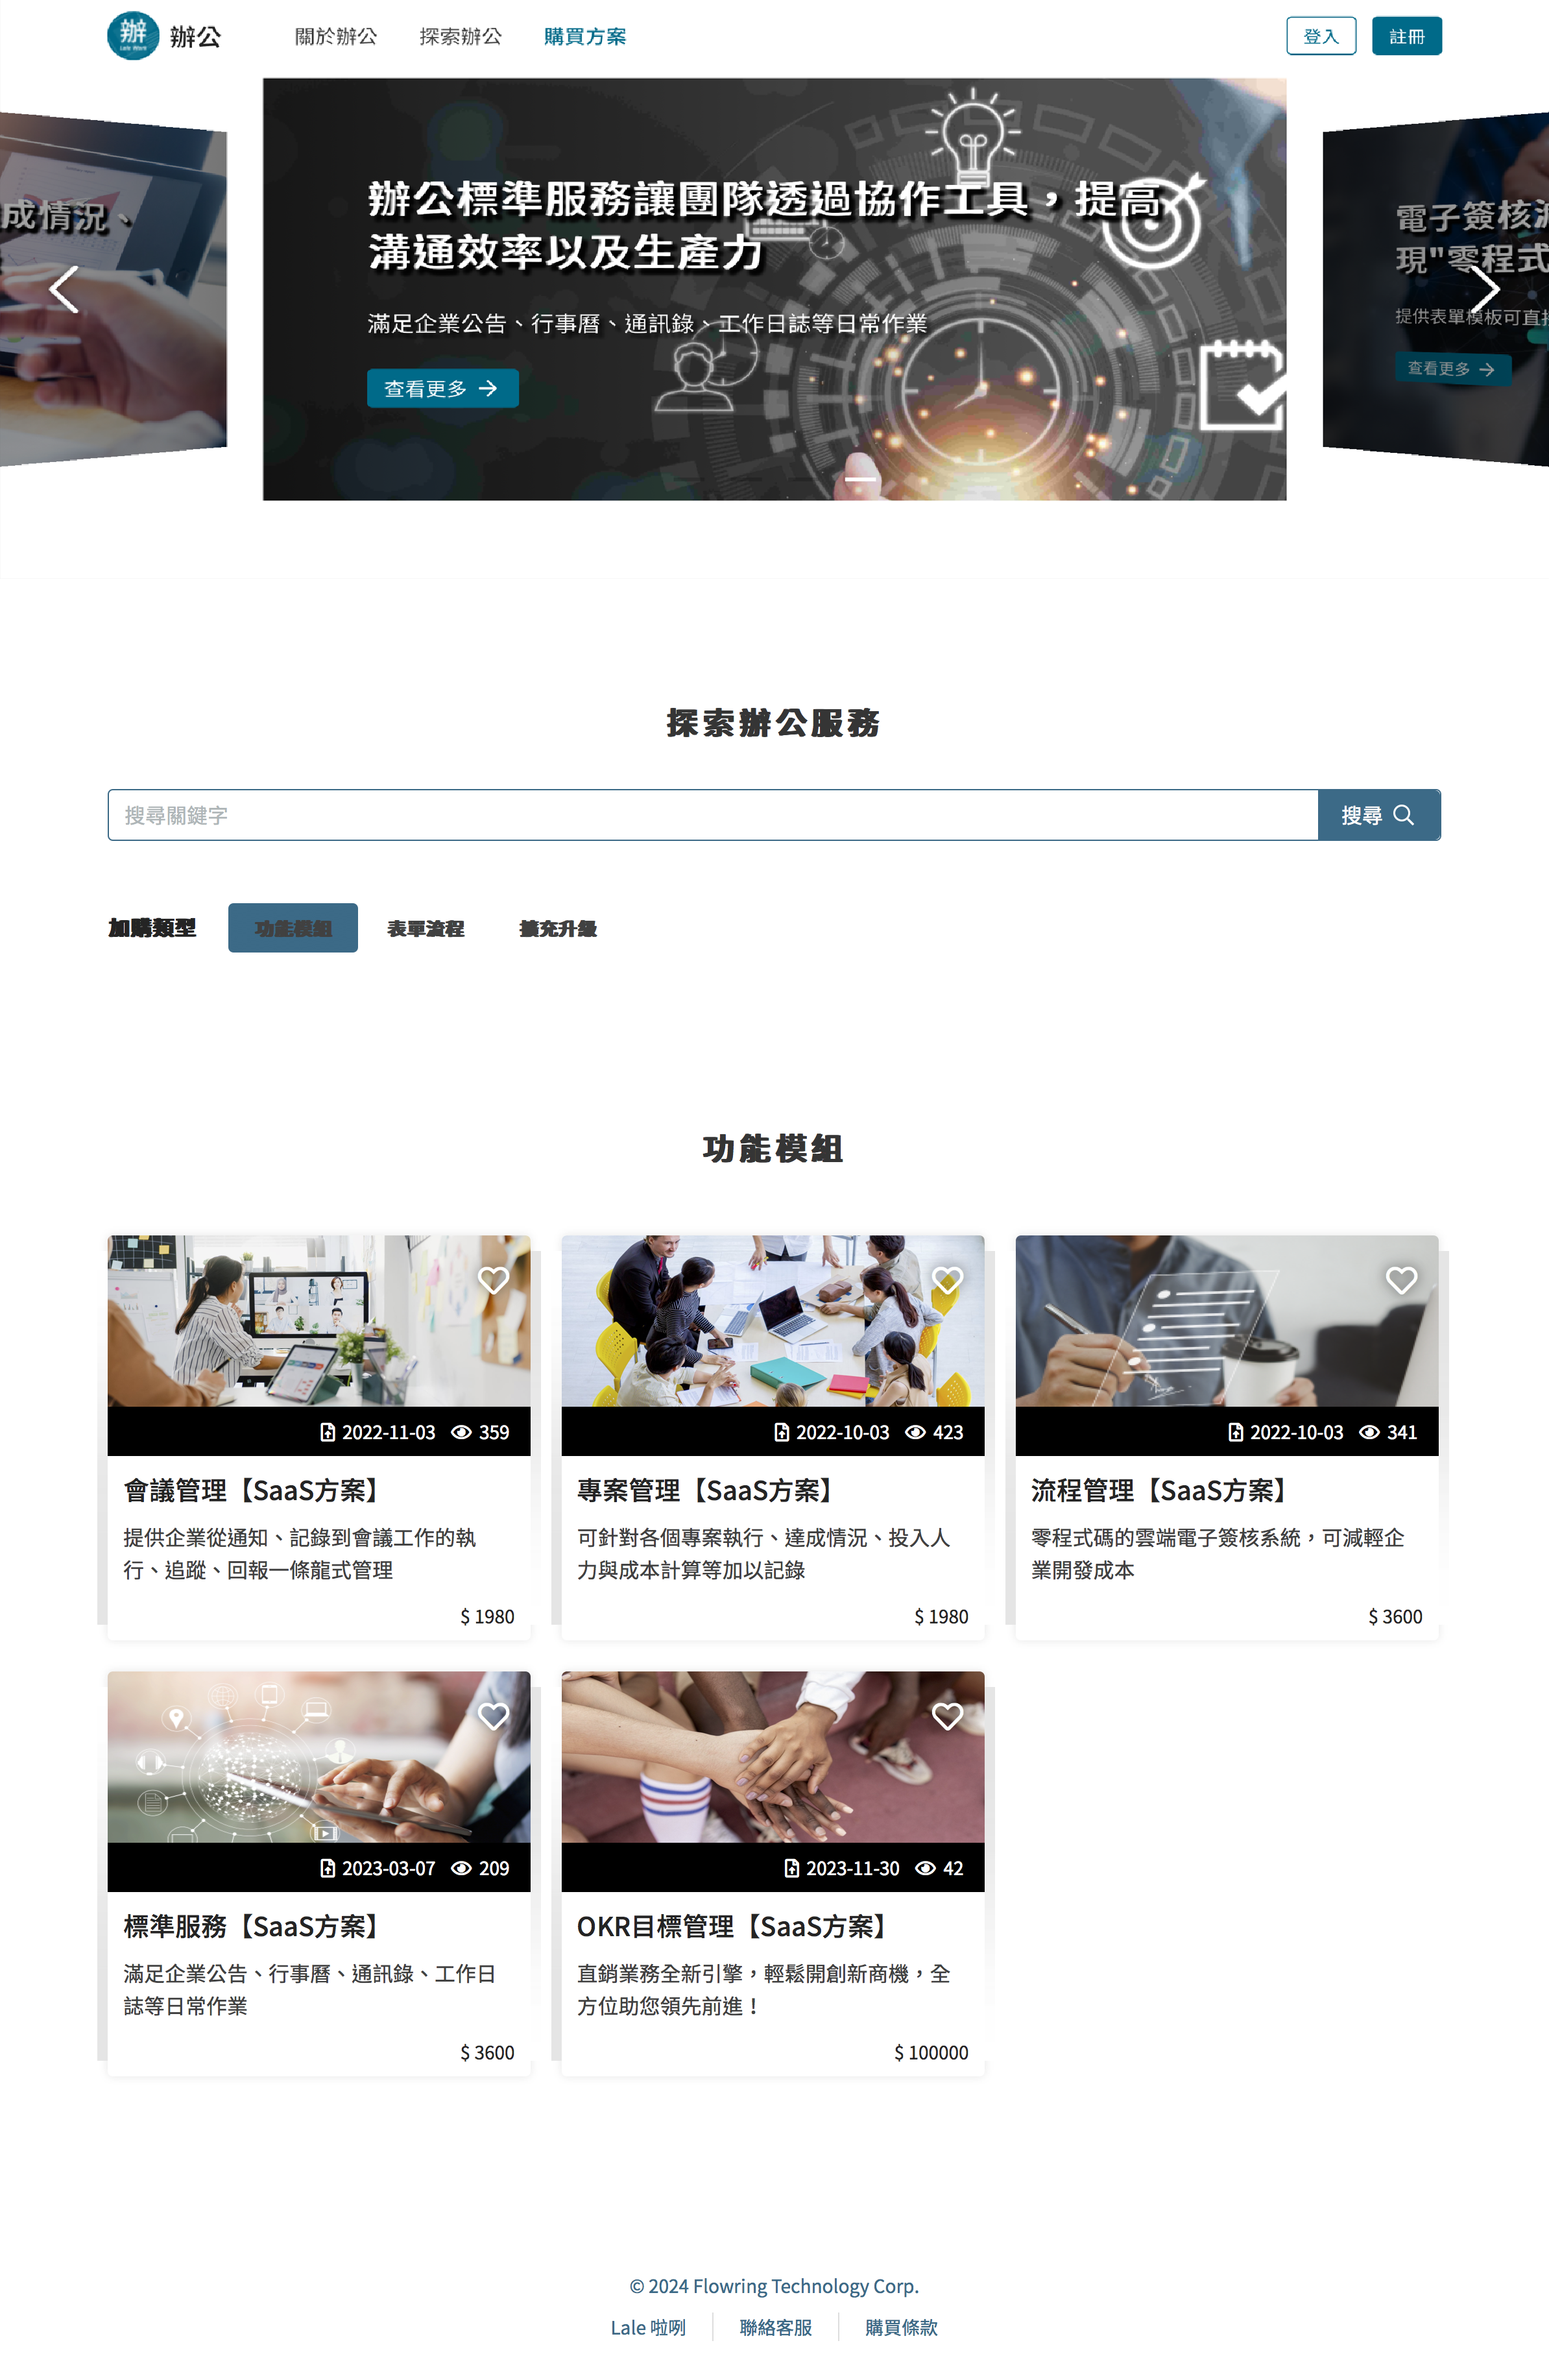 辦
Lale Work
辦公
關於辦公
探索辦公
購買方案
登入
註冊
成情況、
辦公標準服務讓團隊透過協作工具，提高
溝通效率以及生產力
滿足企業公告、行事曆、通訊錄、工作日誌等日常作業
查看更多
電子簽核
現"零程式
提供表單模板可直
查看更多
探索辦公服務
搜尋關鍵字
搜尋
加購類型
功能模組
表單流程
擴充升級
功能模組
2022-11-03 359
會議管理【SaaS方案】
提供企業從通知、記錄到會議工作的執
行、追蹤、回報一條龍式管理
$ 1980
2022-10-03 423
專案管理【SaaS方案】
可針對各個專案執行、達成情況、投入人
力與成本計算等加以記錄
$ 1980
2022-10-03 341
流程管理【SaaS方案】
零程式碼的雲端電子簽核系統，可減輕企
業開發成本
$ 3600
2023-03-07 209
標準服務【SaaS方案】
滿足企業公告、行事曆、通訊錄、工作日
誌等日常作業
$ 3600
2023-11-30 42
OKR目標管理【SaaS方案】
直銷業務全新引擎，輕鬆開創新商機，全
方位助您領先前進！
$ 100000
© 2024 Flowring Technology Corp.
Lale 啦咧
聯絡客服
購買條款